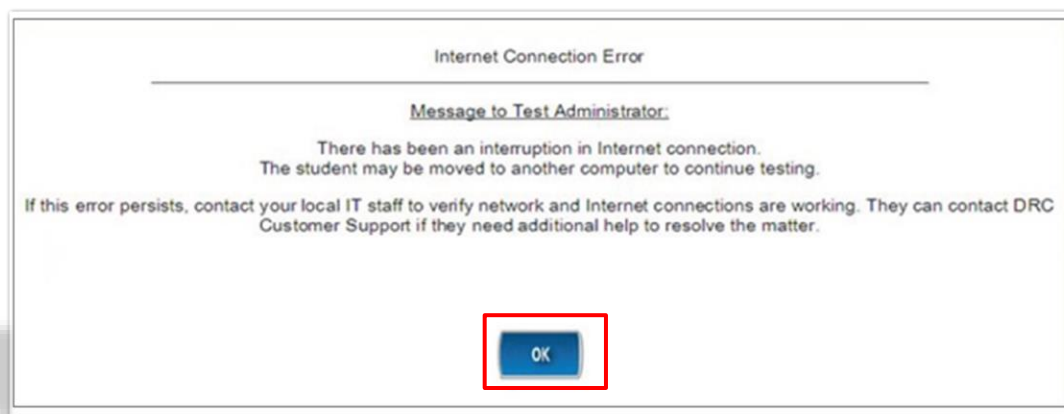 Internet Connection Error
Message to Test Administrator:
There has been an interruption in Internet connection.
The student may be moved to another computer to continue testing.
If this error persists, contact your local IT staff to verify network and Internet connections are working. They can contact DRC
Customer Support if they need additional help to resolve the matter.
OK